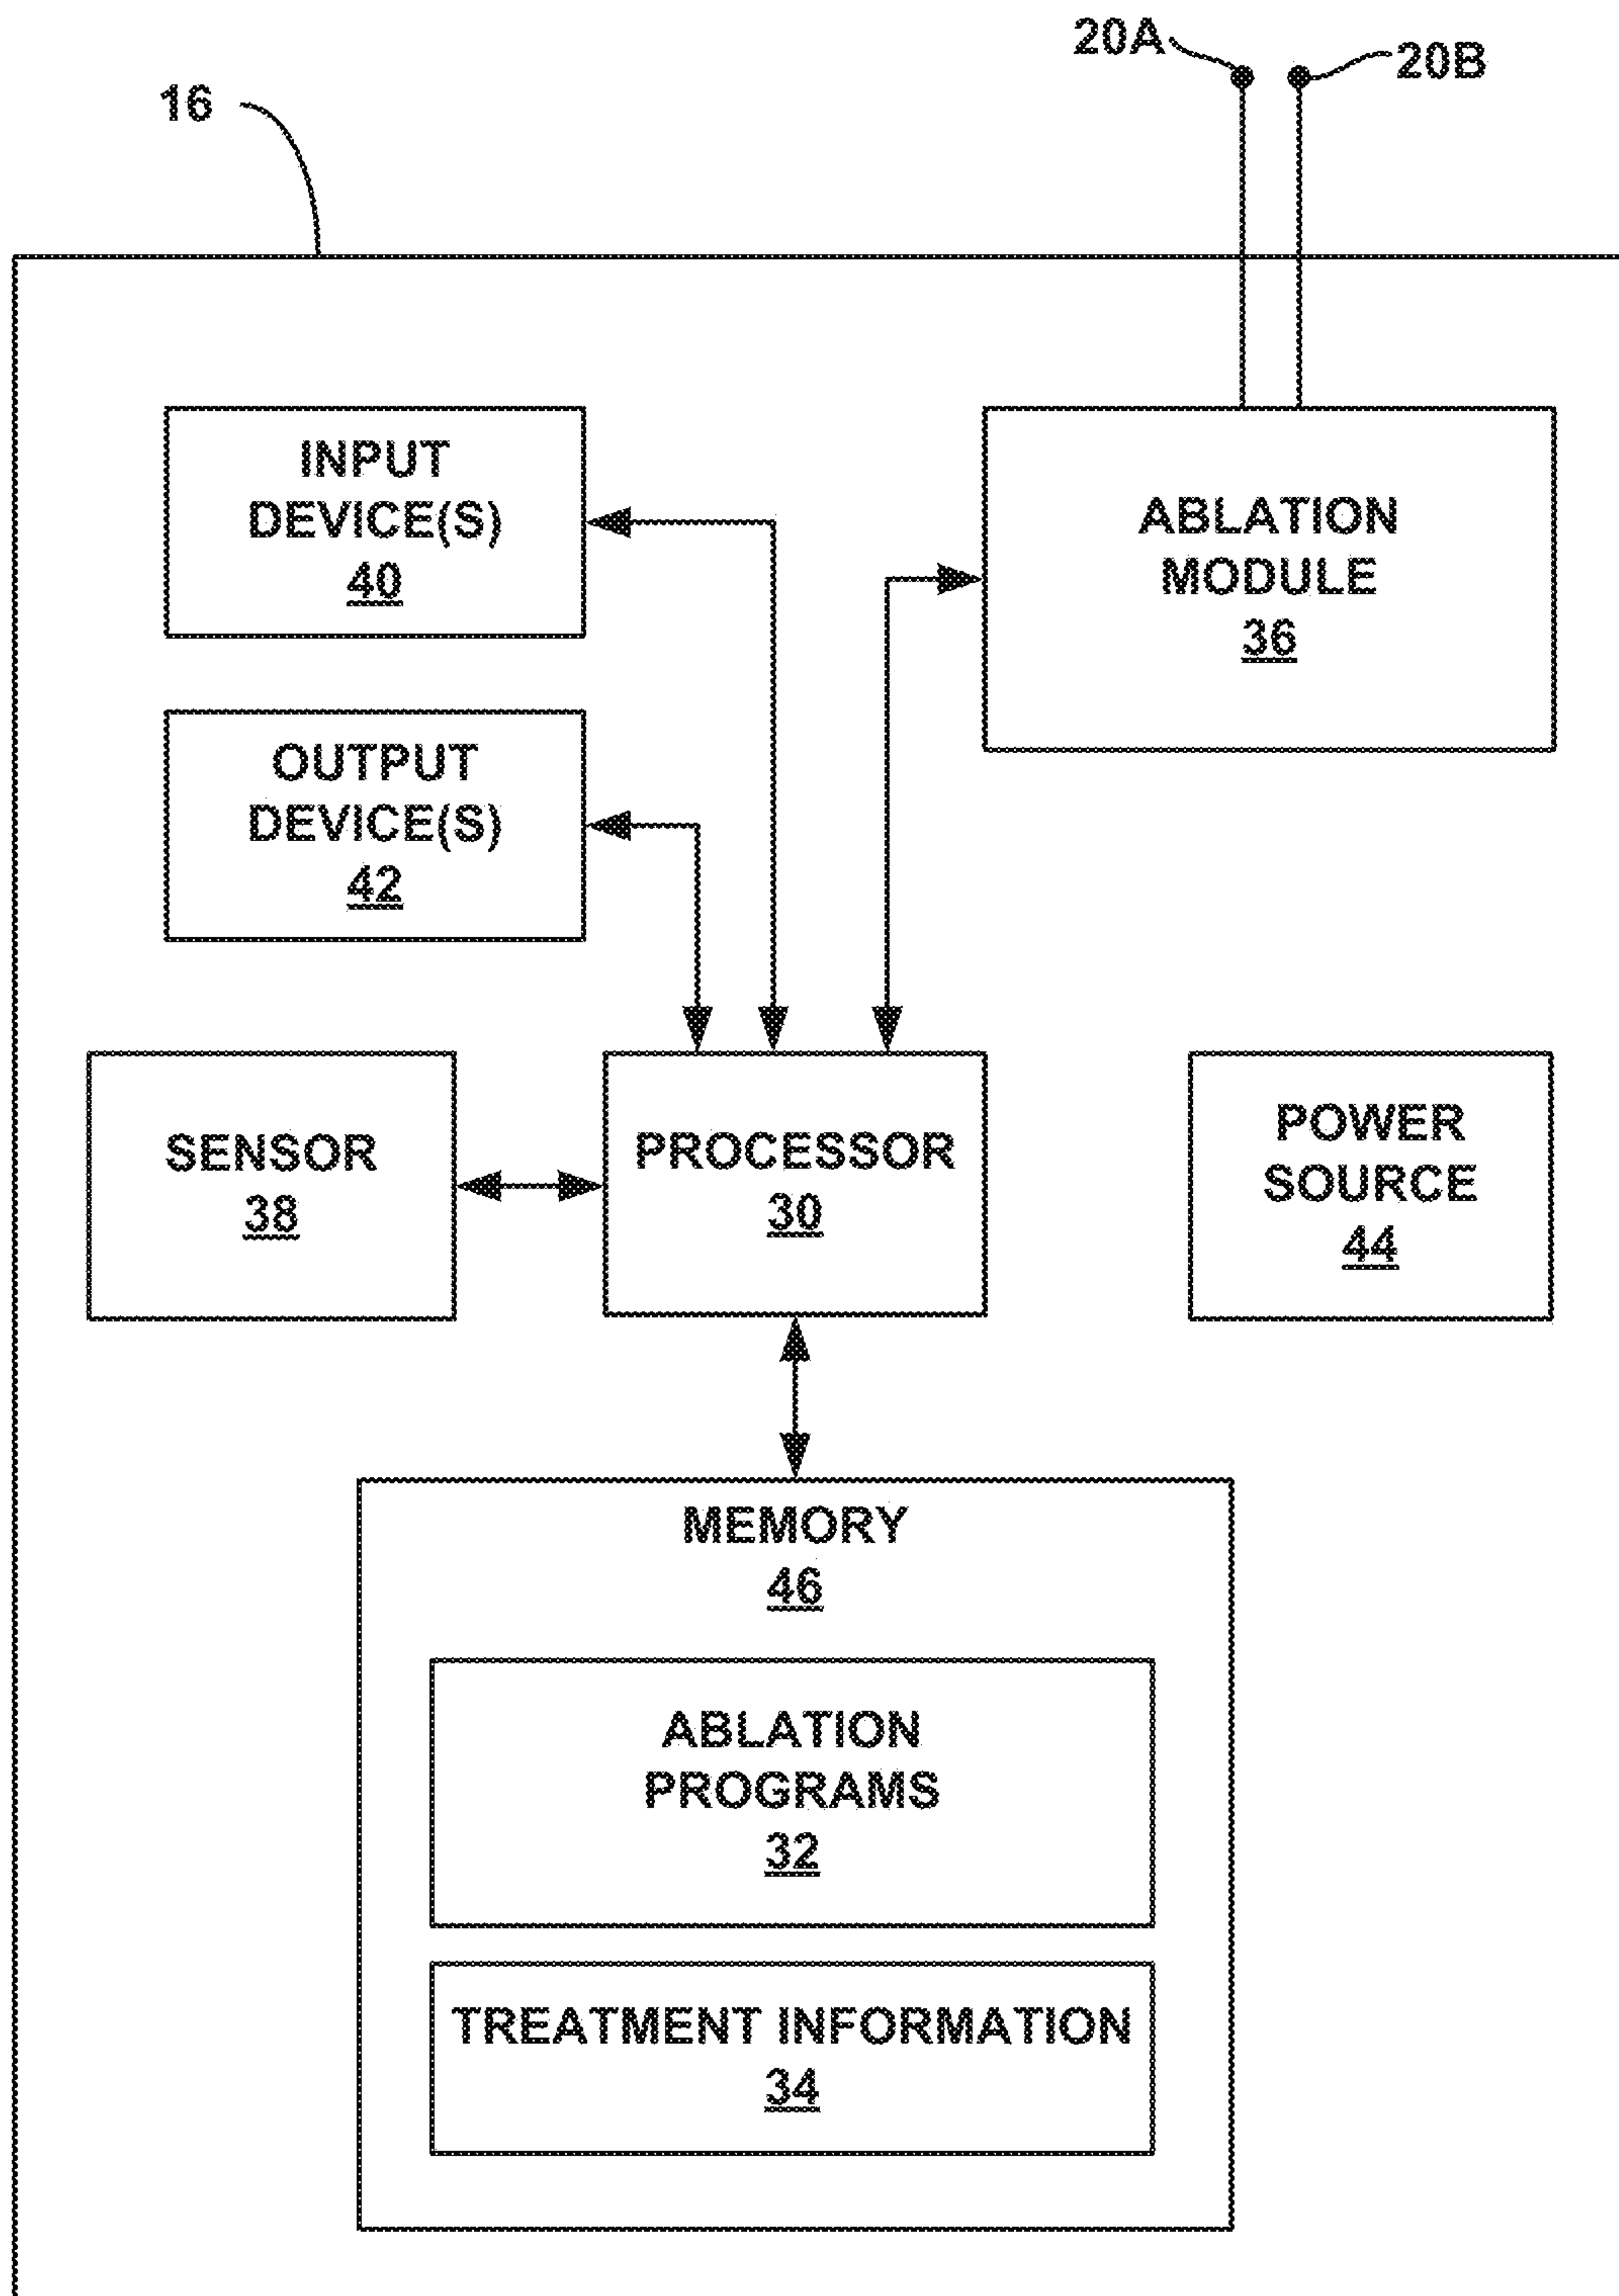 20A
20B
16
INPUT
DEVICE(S)
40
ABLATION
MODULE
36
OUTPUT
DEVICE(S)
42
SENSOR
38
PROCESSOR
30
POWER
SOURCE
44
MEMORY
46
ABLATION
PROGRAMS
32
TREATMENT INFORMATION
34